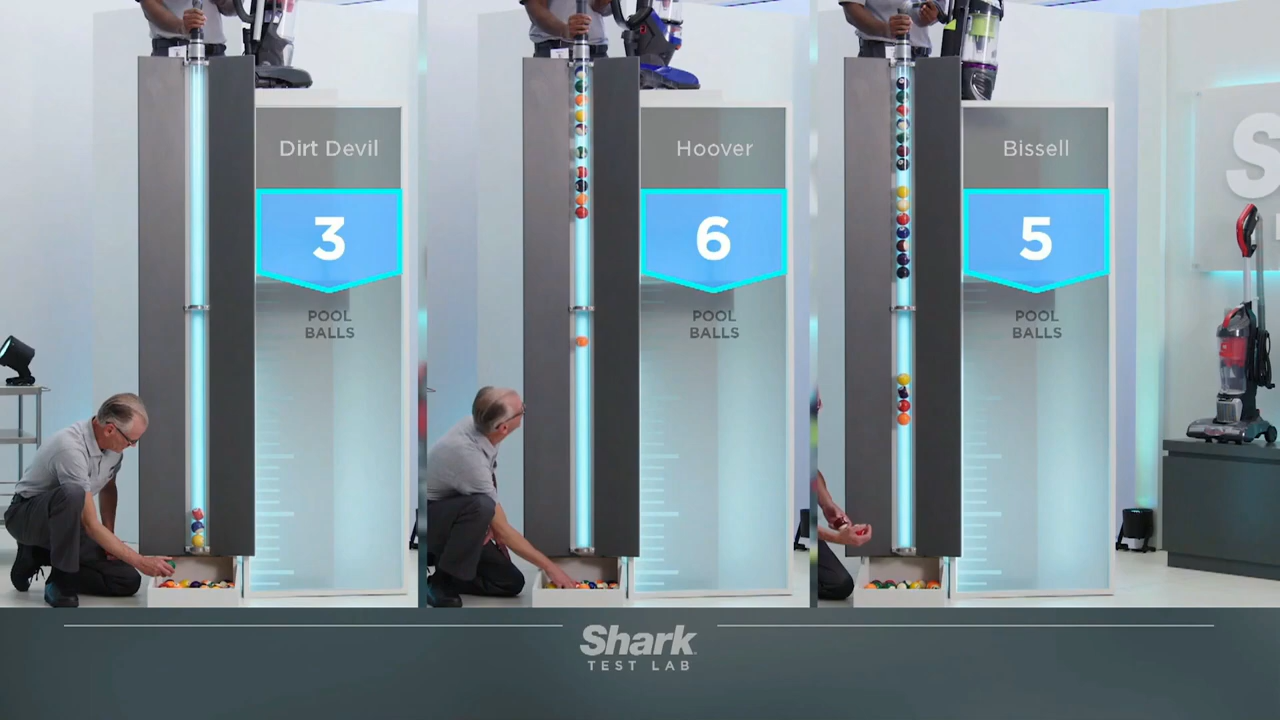 Dirt Devil
3
POOL
BALLS
Hoover
6
POOL
BALLS
Bissell
5
POOL
BALLS
S
Shark
TEST LAB